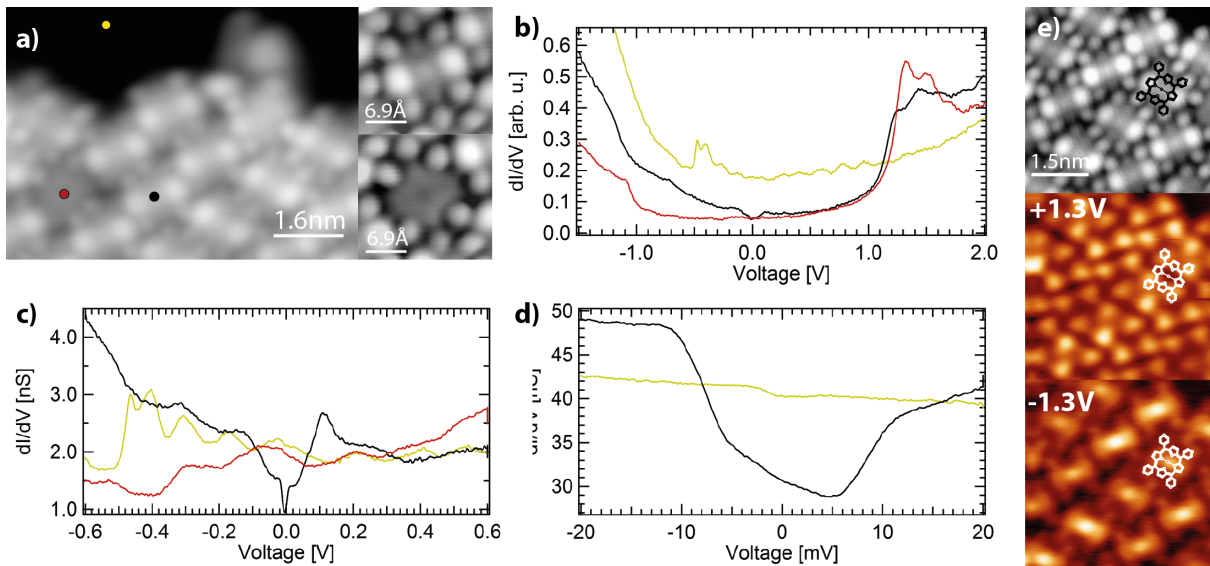 a)
1.6nm
6.9Å
6.9Å
b)
dI/dV [arb. u.]
0.6
0.5
0.4
0.3
0.2
0.1
0.0
-1.0
0.0
1.0
2.0
Voltage [V]
c)
dI/dV [nS]
4.0
3.0
2.0
1.0
-0.6
-0.4
-0.2
0.0
0.2
0.4
0.6
Voltage [V]
d)
50
45
40
35
30
-20
-10
0
10
20
Voltage [mV]
e)
1.5nm
+1.3V
-1.3V